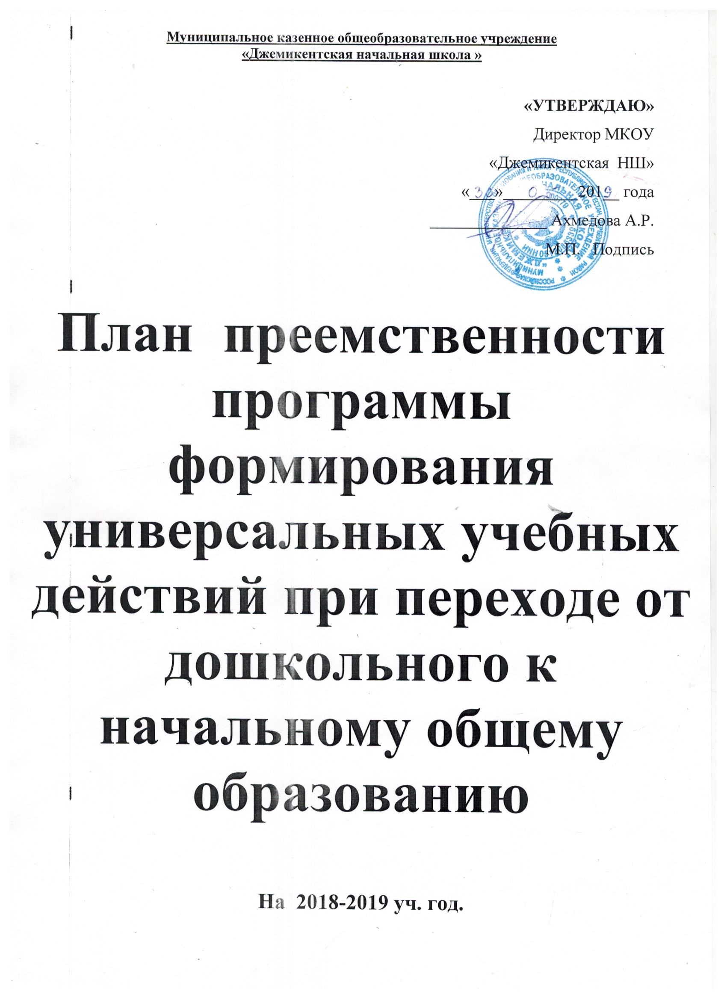 Муниципальное казенное общеобразовательное учреждение
«Джемикентская начальная школа »
«УТВЕРЖДАЮ»
Директор МКОУ
«Джемикентская НШ»
«30» 2019 года
Ахмедова А.Р.
М.П. Подпись
План преемственности
программы
формирования
универсальных учебных
действий при переходе от
дошкольного к
начальному общему
образованию
На 2018-2019 уч. год.